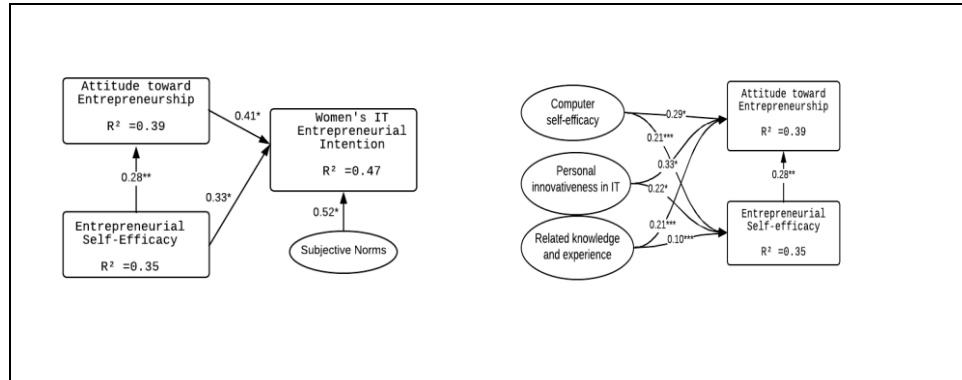 Attitude toward
Entrepreneurship
R² =0.39
0.41*
Women's IT
Entrepreneurial
Intention
R² =0.47
0.28**
0.33*
0.52*
Entrepreneurial
Self-Efficacy
R² =0.35
Subjective Norms
Computer
self-efficacy
0.29*
0.21***
Attitude toward
Entrepreneurship
R² =0.39
Personal
innovativeness in IT
0.33*
0.22*
0.28**
Related knowledge
and experience
0.21***
0.10***
Entrepreneurial
Self-efficacy
R² =0.35